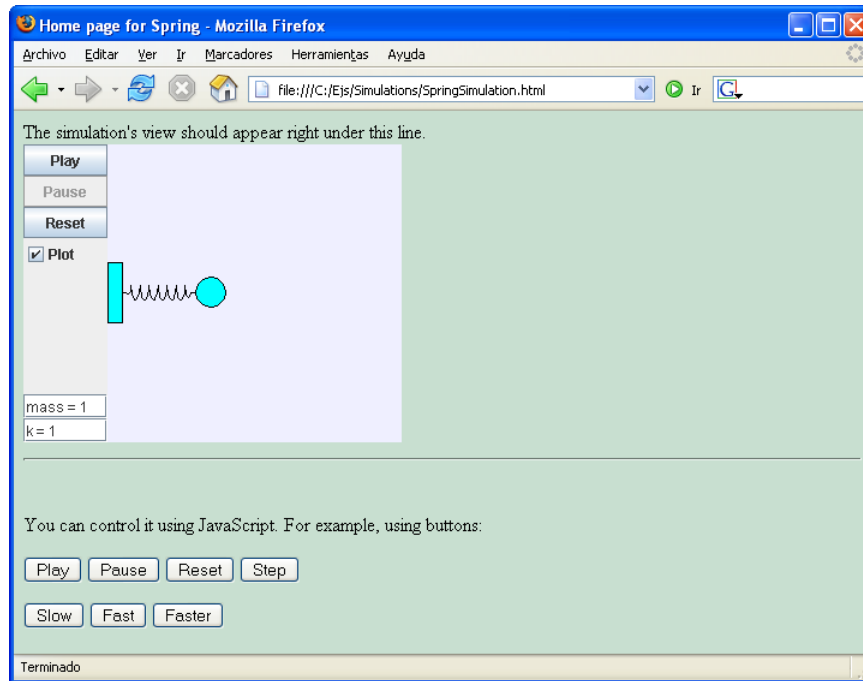 Home page for Spring - Mozilla Firefox
Archivo Editar Ver Ir Marcadores Herramientas Ayuda
file:///C:/Ejs/Simulations/SpringSimulation.html Ir G
The simulation's view should appear right under this line.
Play
Pause
Reset
Plot
mass = 1
k = 1
You can control it using JavaScript. For example, using buttons:
Play Pause Reset Step
Slow Fast Faster
Terminado